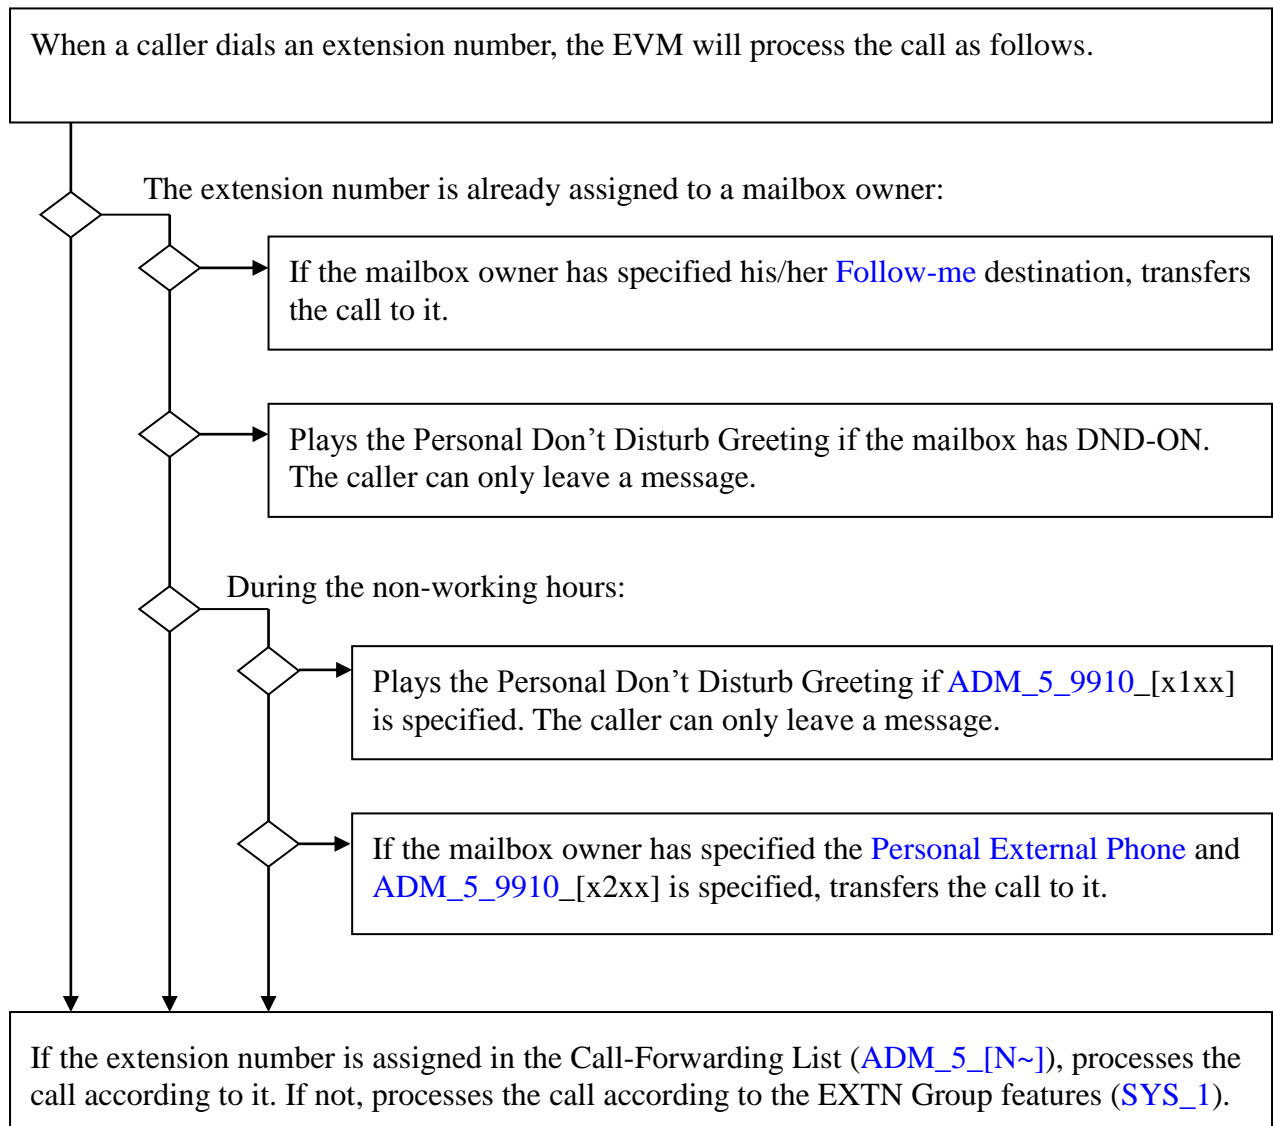 When a caller dials an extension number, the EVM will process the call as follows.
The extension number is already assigned to a mailbox owner:
If the mailbox owner has specified his/her Follow-me destination, transfers
the call to it.
Plays the Personal Don’t Disturb Greeting if the mailbox has DND-ON.
The caller can only leave a message.
During the non-working hours:
Plays the Personal Don’t Disturb Greeting if ADM_5_9910_[x1xx]
is specified. The caller can only leave a message.
If the mailbox owner has specified the Personal External Phone and
ADM_5_9910_[x2xx] is specified, transfers the call to it.
If the extension number is assigned in the Call-Forwarding List (ADM_5_[N~]), processes the
call according to it. If not, processes the call according to the EXTN Group features (SYS_1).